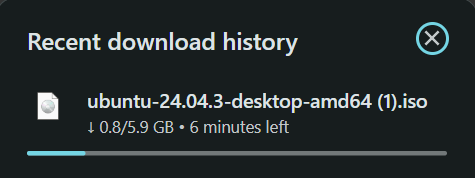 Recent download history
ubuntu-24.04.3-desktop-amd64 (1).iso
↓ 0.8/5.9 GB • 6 minutes left